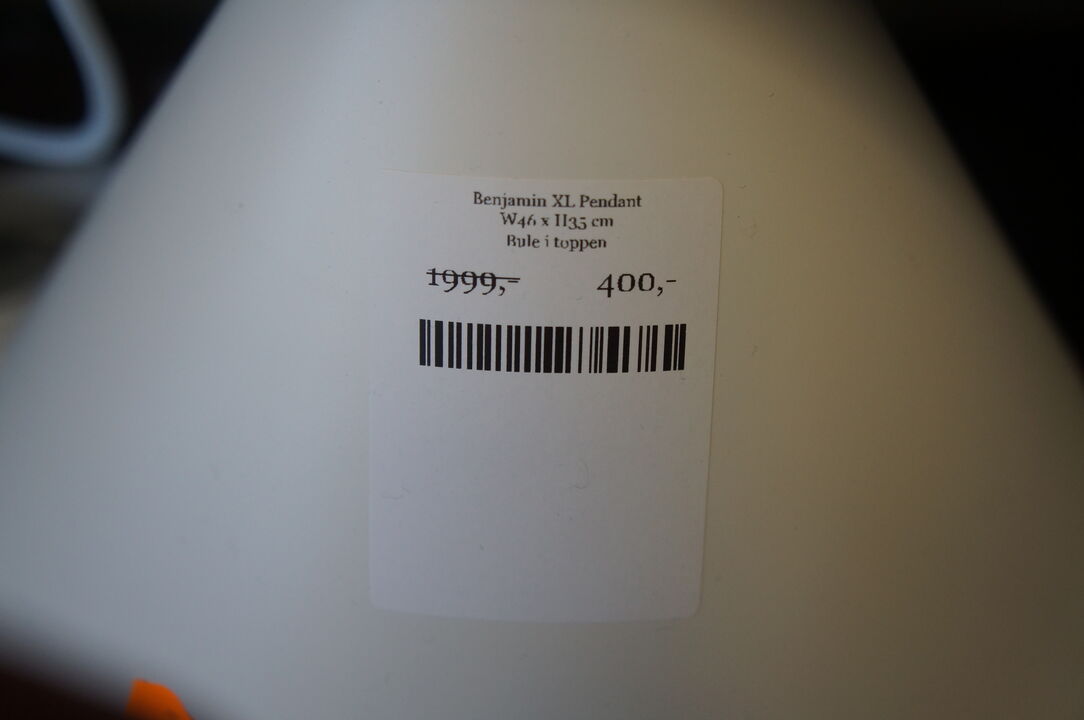 Benjamin XL Pendant
W46 x H35 cm
Bule i toppen
1999,- 400,-